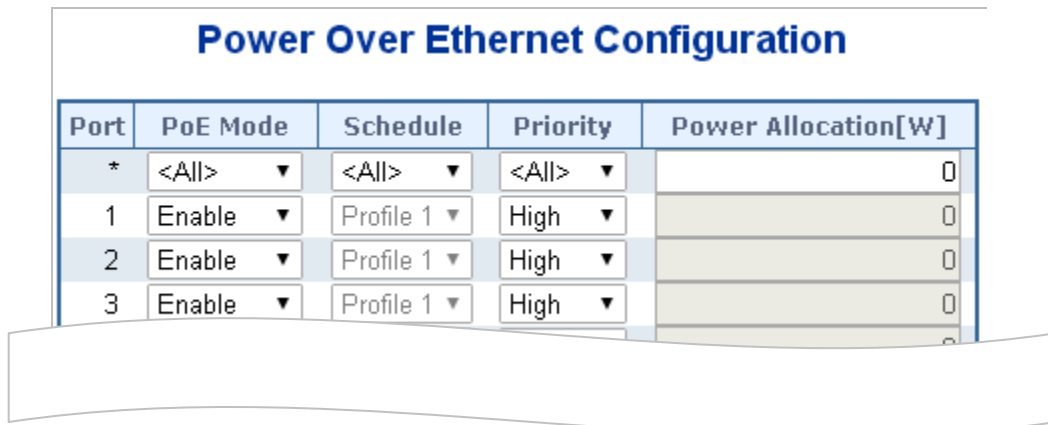 Power Over Ethernet Configuration
Port PoE Mode Schedule Priority Power Allocation[W]
* <All> <All> <All> 0
1 Enable Profile 1 High 0
2 Enable Profile 1 High 0
3 Enable Profile 1 High 0